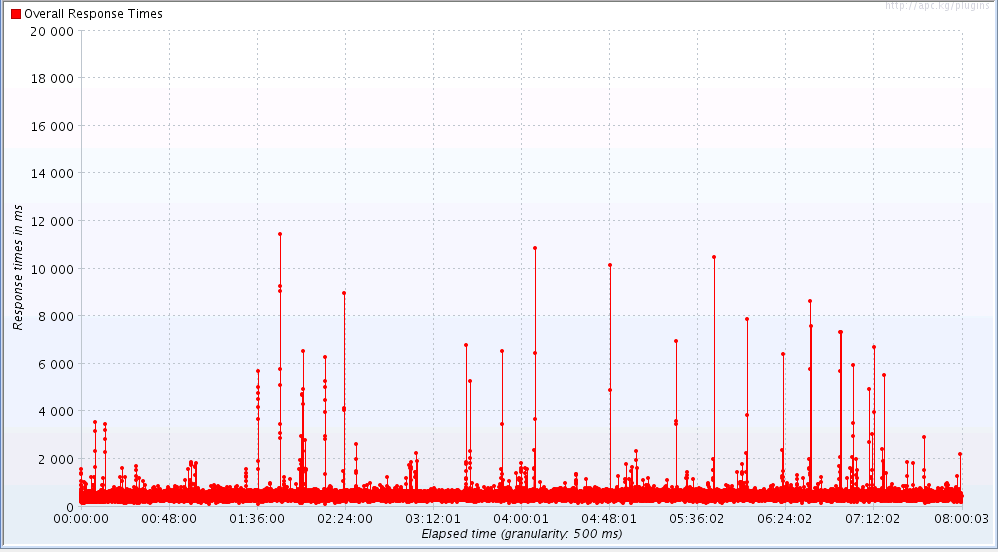 http://apc.kg/plugins
Overall Response Times
20 000
18 000
16 000
14 000
12 000
10 000
8 000
6 000
4 000
2 000
0
Response times in ms
00:00:00 00:48:00 01:36:00 02:24:00 03:12:01 04:00:01 04:48:01 05:36:02 06:24:02 07:12:02 08:00:03
Elapsed time (granularity: 500 ms)